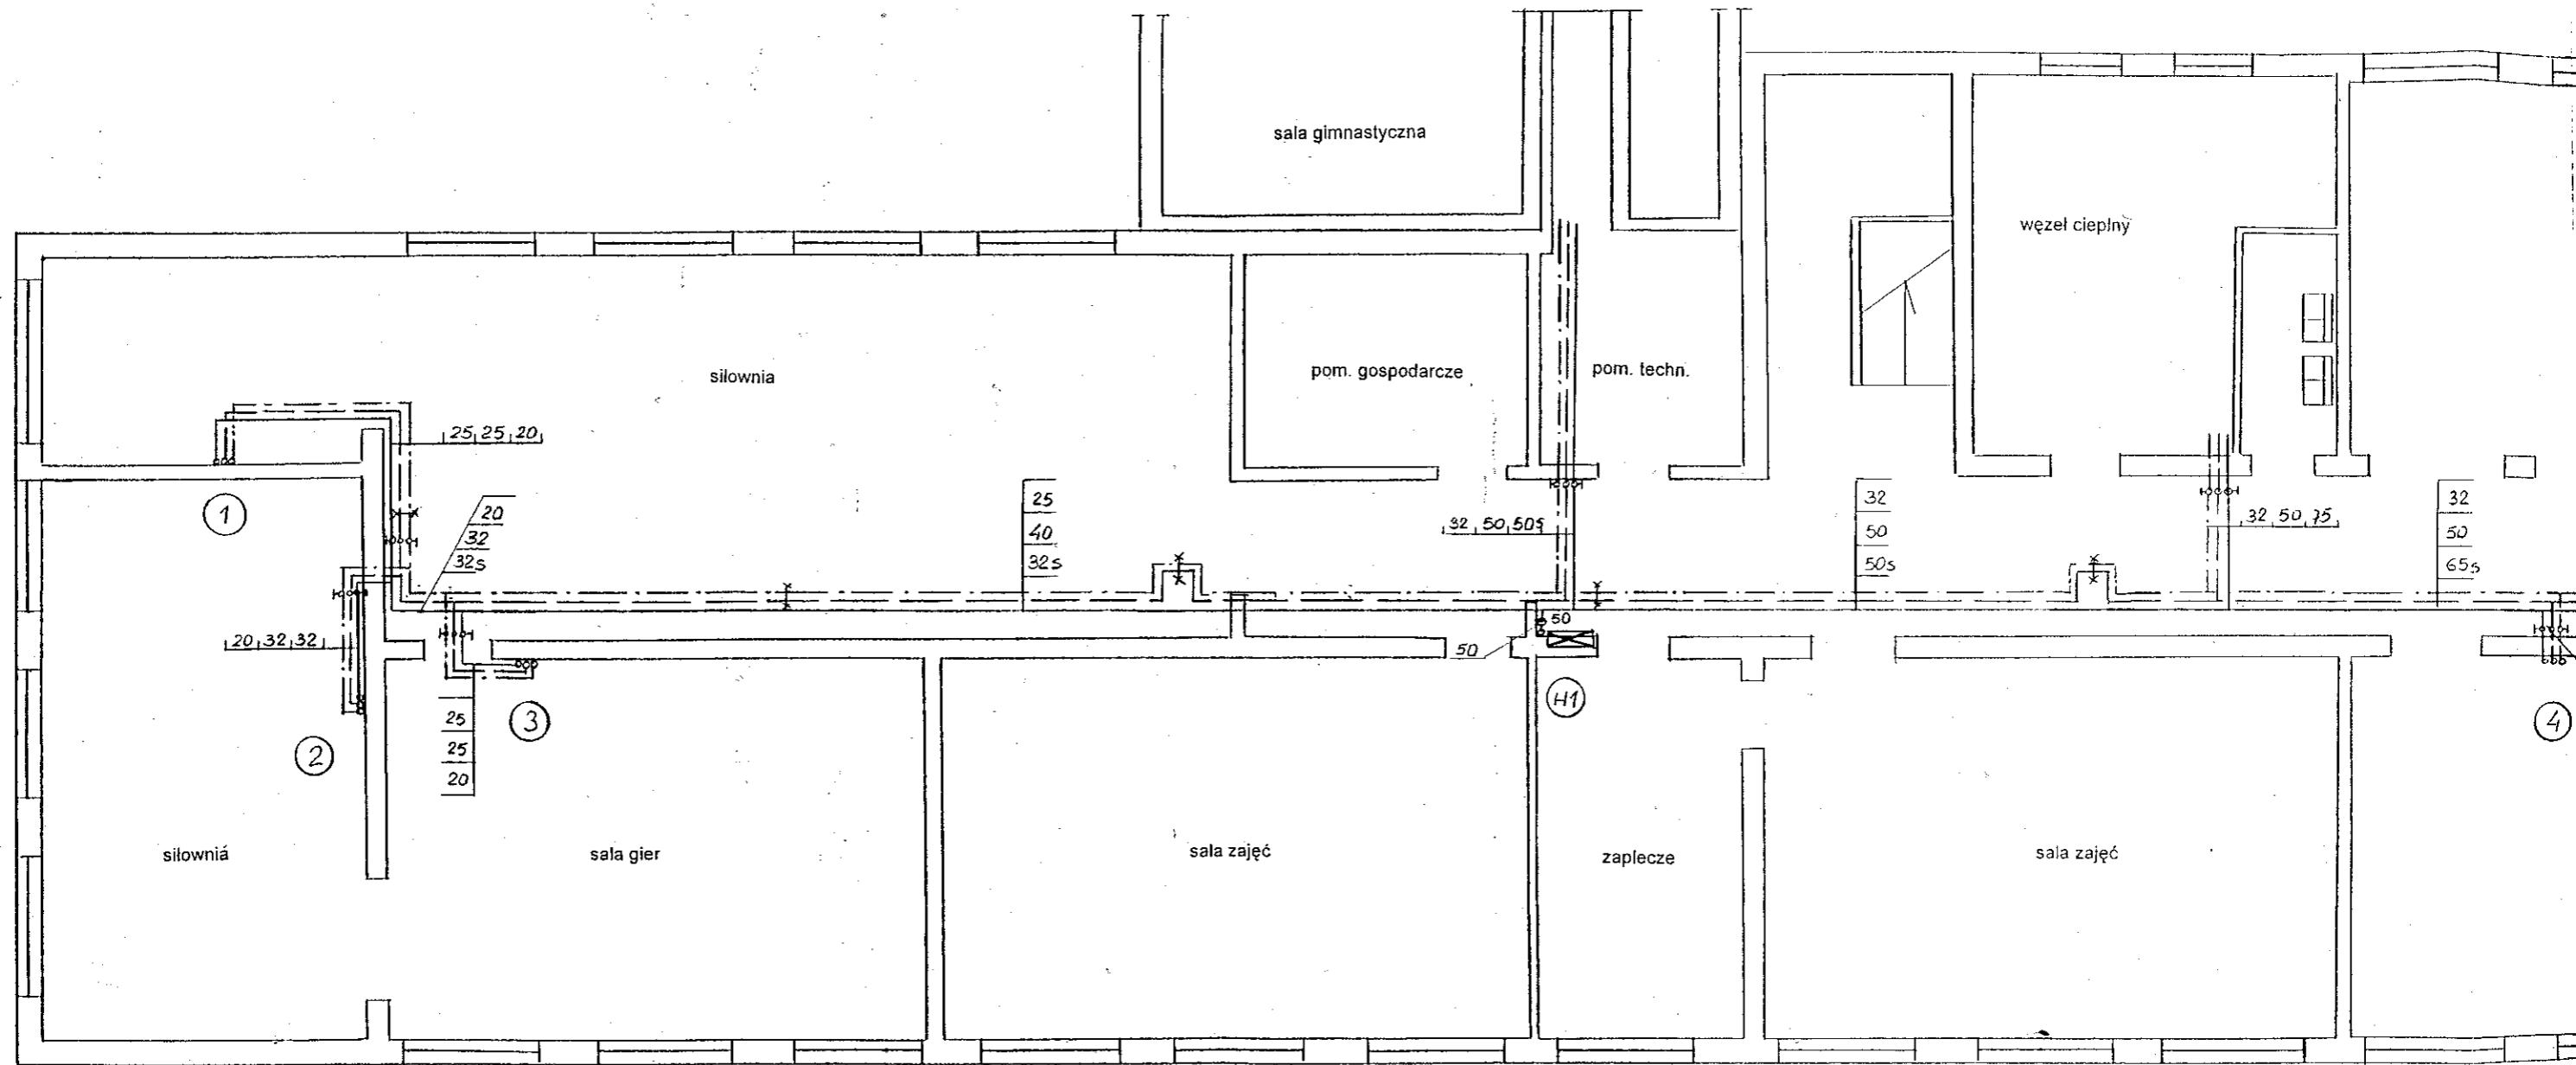 sala gimnastyczna
węzeł cieplny
siłownia
pom. gospodarcze
pom. techn.
25 25 20
1
20
32
32s
25
40
32s
32 50 50s
32
50
50s
32 50 75
32
50
65s
20 32 32
50
50
H1
2
3
25
25
20
4
siłownia
sala gier
sala zajęć
zaplecze
sala zajęć